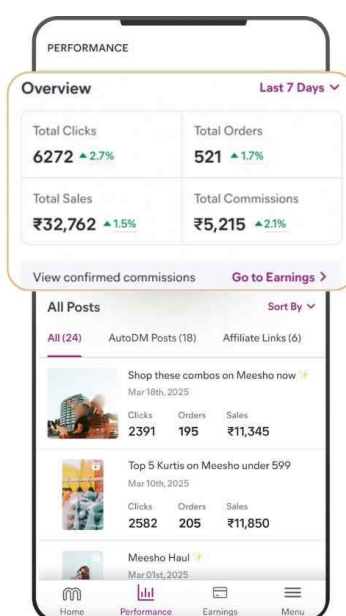 PERFORMANCE
Overview Last 7 Days
Total Clicks Total Orders
6272 2.7% 521 1.7%
Total Sales Total Commissions
₹32,762 1.5% ₹5,215 2.1%
View confirmed commissions Go to Earnings
All Posts Sort By
All (24) AutoDM Posts (18) Affiliate Links (6)
Shop these combos on Meesho now ✨
Mar 18th, 2025
Clicks Orders Sales
2391 195 ₹11,345
Top 5 Kurtis on Meesho under 599
Mar 10th, 2025
Clicks Orders Sales
2582 205 ₹11,850
Meesho Haul ✨
Mar 01st, 2025
Home Performance Earnings Menu